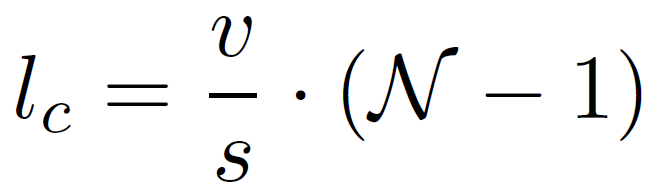 l_c = \frac{v}{s} \cdot (\mathcal{N} - 1)